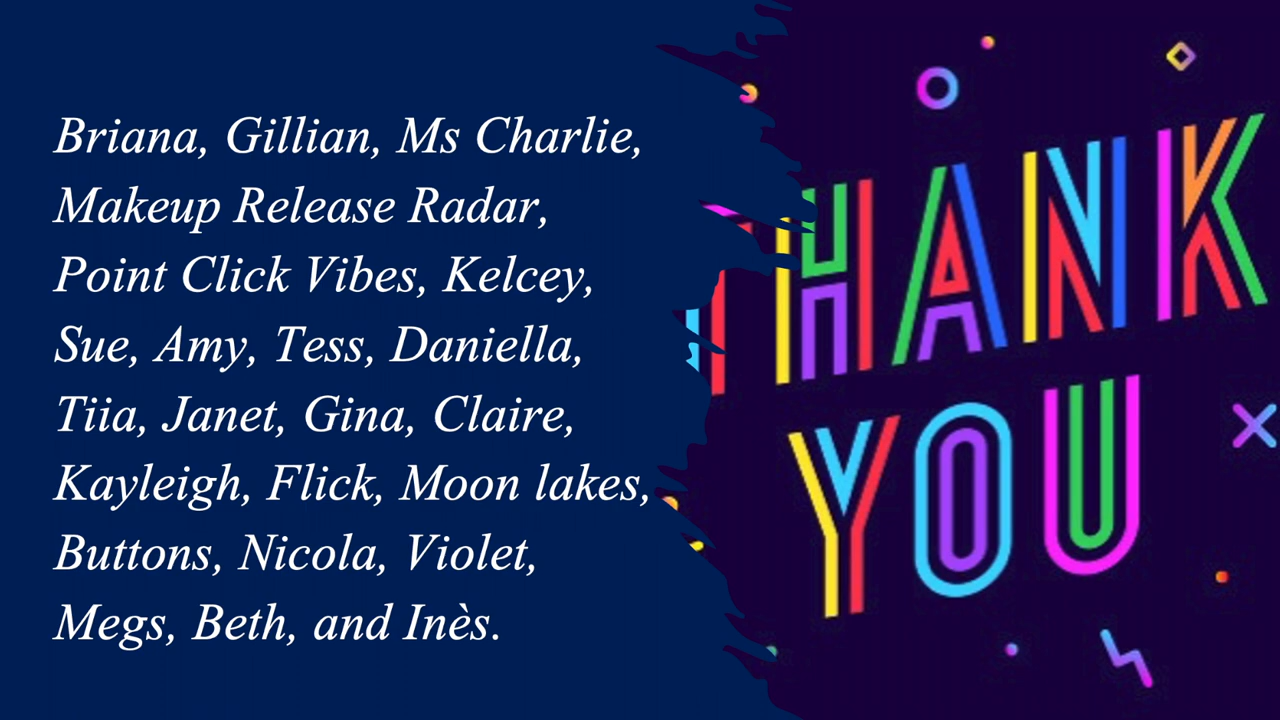 Briana, Gillian, Ms Charlie,
Makeup Release Radar,
Point Click Vibes, Kelcey,
Sue, Amy, Tess, Daniella,
Tiia, Janet, Gina, Claire,
Kayleigh, Flick, Moon lakes,
Buttons, Nicola, Violet,
Megs, Beth, and Inès.
THANK
YOU